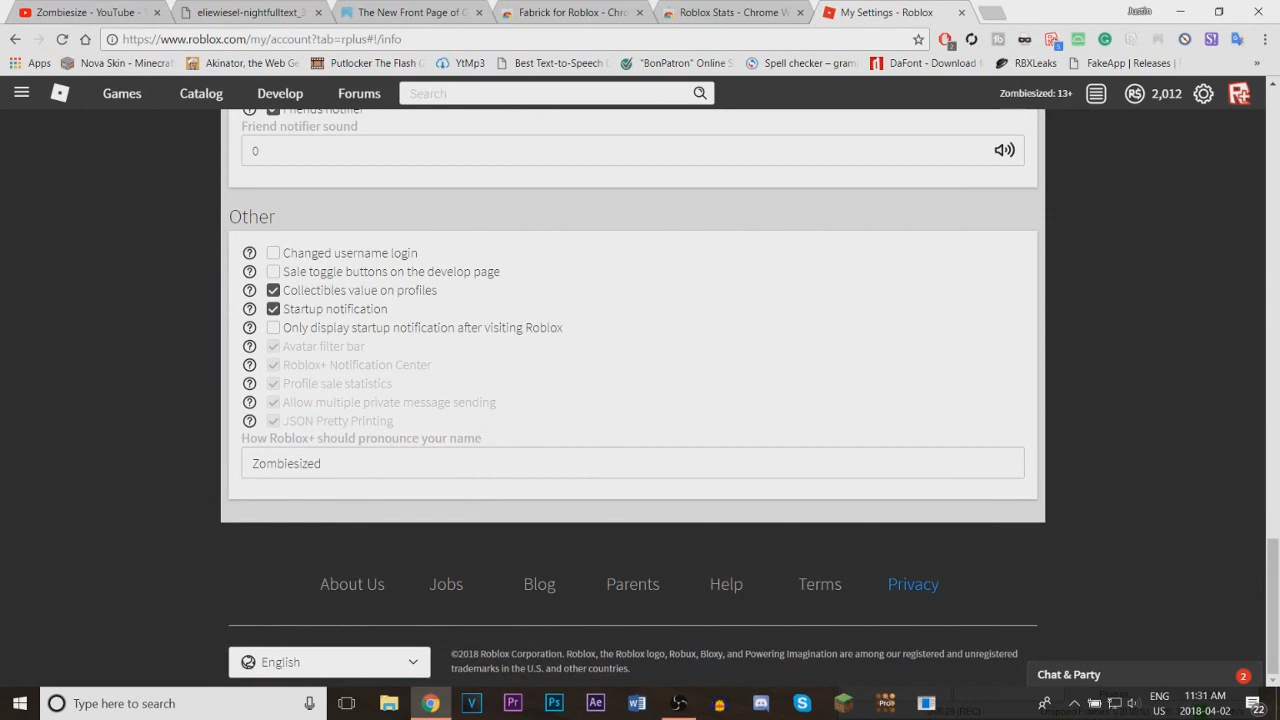 Zombiesize - YouTube -
eliewiesel-nightfulltext_3
The New Front Page of G
Fabrick for Roblox - Chro
Roblox Stats - Chrome W
My Settings - Roblox
Justin
https://www.roblox.com/my/account?tab=rplus#!/info
Apps
Nova Skin - Minecraft
Akinator, the Web Ge
Putlocker The Flash (
YtMp3
Best Text-to-Speech
"BonPatron" Online S
Spell checker – gram
DaFont - Download f
RBXLeaks
FakeApp | Releases |
Games
Catalog
Develop
Forums
Search
Zombiesized: 13+
R$ 2,012
Friends notifier
Friend notifier sound
0
Other
Changed username login
Sale toggle buttons on the develop page
Collectibles value on profiles
Startup notification
Only display startup notification after visiting Roblox
Avatar filter bar
Roblox+ Notification Center
Profile sale statistics
Allow multiple private message sending
JSON Pretty Printing
How Roblox+ should pronounce your name
Zombiesized
About Us
Jobs
Blog
Parents
Help
Terms
Privacy
English
©2018 Roblox Corporation. Roblox, the Roblox logo, Robux, Bloxy, and Powering Imagination are among our registered and unregistered
trademarks in the U.S. and other countries.
Chat & Party
2
Type here to search
ENG
US
11:31 AM
2018-04-02
22